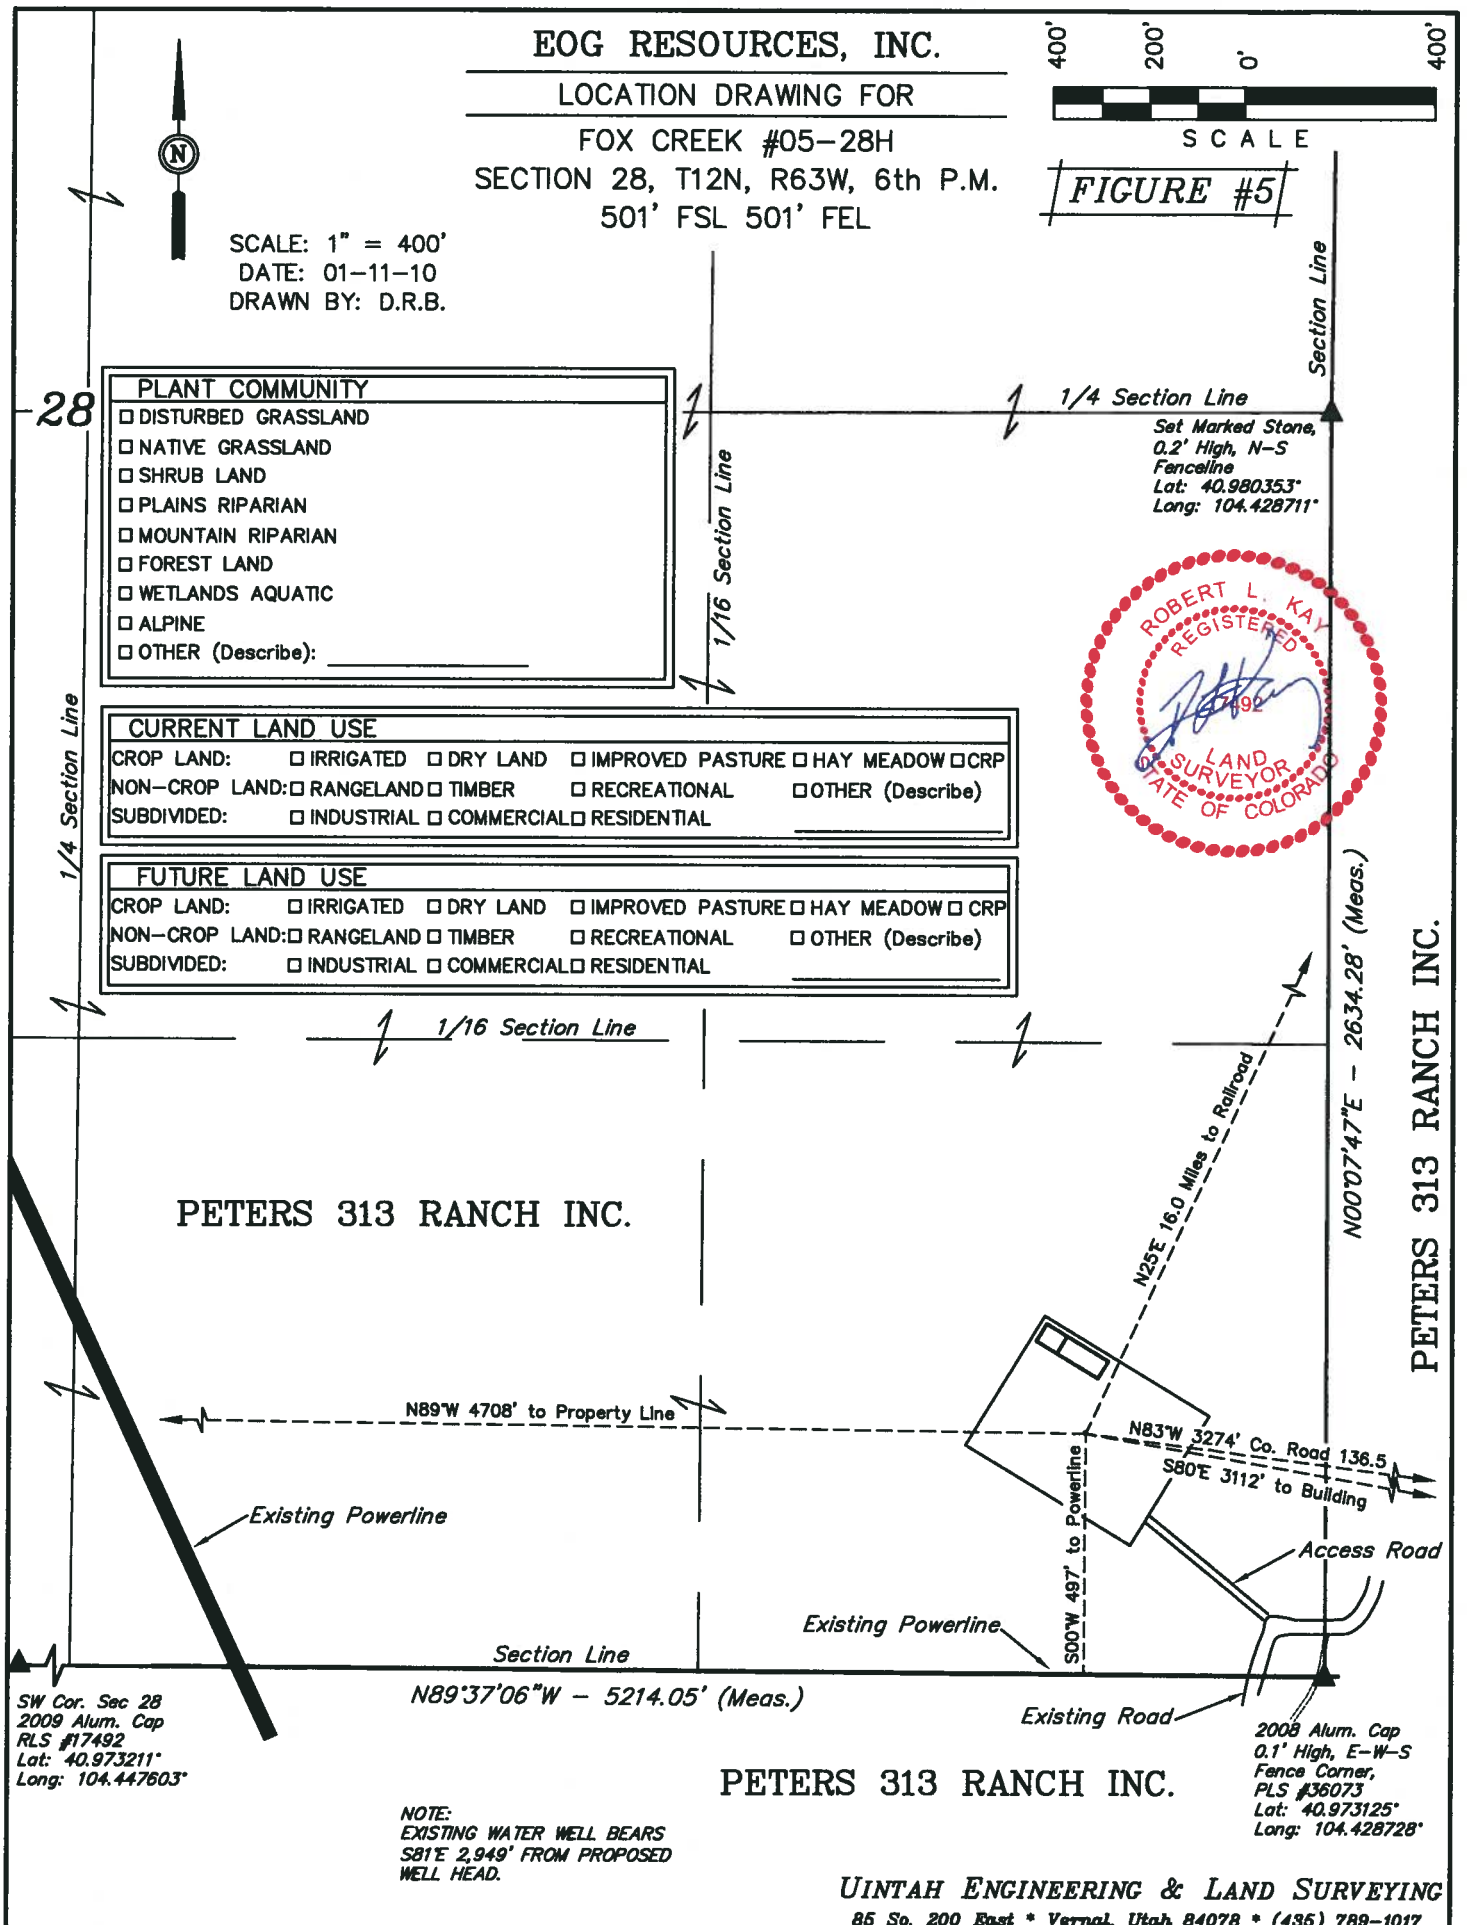 EOG RESOURCES, INC.
LOCATION DRAWING FOR
FOX CREEK #05-28H
SECTION 28, T12N, R63W, 6th P.M.
501' FSL 501' FEL
400'
200'
0'
400'
SCALE
FIGURE #5
N
SCALE: 1" = 400'
DATE: 01-11-10
DRAWN BY: D.R.B.
Section Line
28
PLANT COMMUNITY
☐ DISTURBED GRASSLAND
☐ NATIVE GRASSLAND
☐ SHRUB LAND
☐ PLAINS RIPARIAN
☐ MOUNTAIN RIPARIAN
☐ FOREST LAND
☐ WETLANDS AQUATIC
☐ ALPINE
☐ OTHER (Describe):
1/4 Section Line
Set Marked Stone,
0.2' High, N-S
Fenceline
Lat: 40.980353°
Long: 104.428711°
1/16 Section Line
ROBERT L. KAY
REGISTERED
LAND
SURVEYOR
STATE OF COLORADO
1/4 Section Line
CURRENT LAND USE
CROP LAND: ☐ IRRIGATED ☐ DRY LAND ☐ IMPROVED PASTURE ☐ HAY MEADOW ☐ CRP
NON-CROP LAND: ☐ RANGELAND ☐ TIMBER ☐ RECREATIONAL ☐ OTHER (Describe)
SUBDIVIDED: ☐ INDUSTRIAL ☐ COMMERCIAL ☐ RESIDENTIAL
FUTURE LAND USE
CROP LAND: ☐ IRRIGATED ☐ DRY LAND ☐ IMPROVED PASTURE ☐ HAY MEADOW ☐ CRP
NON-CROP LAND: ☐ RANGELAND ☐ TIMBER ☐ RECREATIONAL ☐ OTHER (Describe)
SUBDIVIDED: ☐ INDUSTRIAL ☐ COMMERCIAL ☐ RESIDENTIAL
1/16 Section Line
N00°07'47"E - 2634.28' (Meas.)
PETERS 313 RANCH INC.
PETERS 313 RANCH INC.
N25°E 16.0 Miles to Railroad
N89°W 4708' to Property Line
N83°W 3274' Co. Road 136.5
S80°E 3112' to Building
S00°W 497' to Powerline
Existing Powerline
Access Road
Existing Powerline
Section Line
N89°37'06"W - 5214.05' (Meas.)
SW Cor. Sec 28
2009 Alum. Cap
RLS #17492
Lat: 40.973211°
Long: 104.447603°
Existing Road
2008 Alum. Cap
0.1' High, E-W-S
Fence Corner,
PLS #36073
Lat: 40.973125°
Long: 104.428728°
PETERS 313 RANCH INC.
NOTE:
EXISTING WATER WELL BEARS
S81°E 2,949' FROM PROPOSED
WELL HEAD.
UINTAH ENGINEERING & LAND SURVEYING
85 So. 200 East * Vernal, Utah 84078 * (435) 789-1017